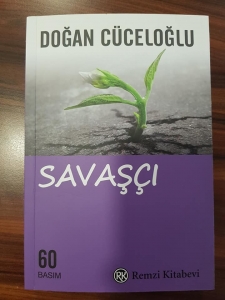 DOĞAN CÜCELOĞLU
SAVAŞÇI
60
BASIM
RK Remzi Kitabevi